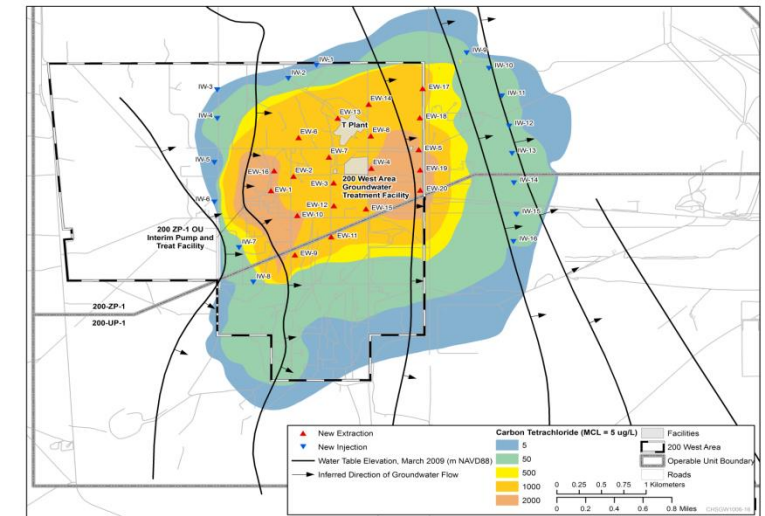 IW-1
IW-2
IW-3
IW-4
IW-5
IW-6
IW-7
IW-8
IW-9
IW-10
IW-11
IW-12
IW-13
IW-14
IW-15
IW-16
EW-17
EW-14
EW-13
EW-18
T Plant
EW-6
EW-8
EW-7
EW-5
EW-16
EW-2
EW-4
EW-19
EW-3
200 West Area
Groundwater
Treatment Facility
EW-1
EW-20
EW-12
EW-15
EW-10
EW-11
EW-9
200 ZP-1 OU
Interim Pump and
Treat Facility
200-ZP-1
200-UP-1
New Extraction
New Injection
Water Table Elevation, March 2009 (m NAVD88)
Inferred Direction of Groundwater Flow
Carbon Tetrachloride (MCL = 5 ug/L)
5
50
500
1000
2000
Facilities
200 West Area
Operable Unit Boundary
Roads
0 0.25 0.5 0.75 1 Kilometers
0 0.2 0.4 0.6 0.8 Miles